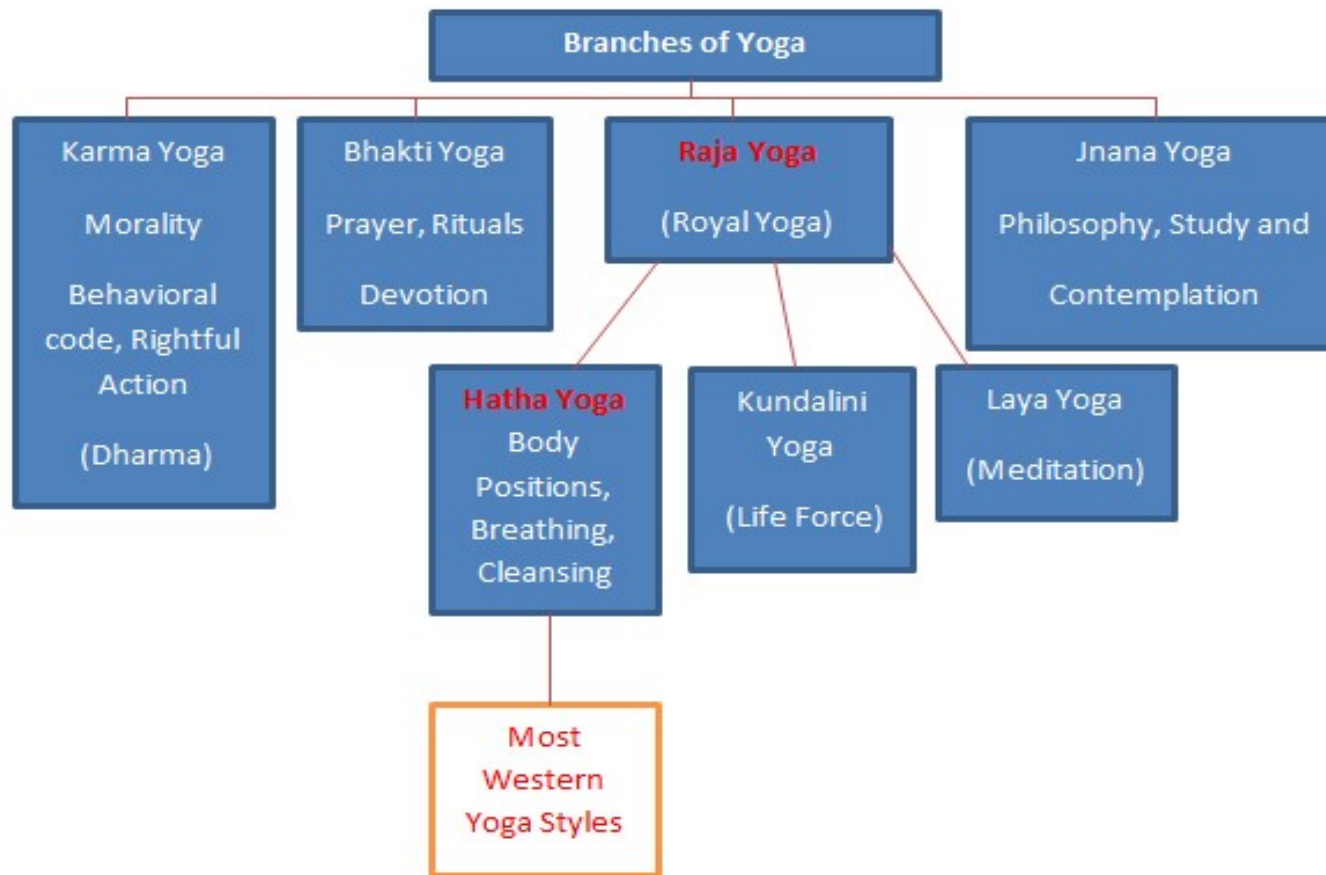 Branches of Yoga
Karma Yoga
Morality
Behavioral
code, Rightful
Action
(Dharma)
Bhakti Yoga
Prayer, Rituals
Devotion
Raja Yoga
(Royal Yoga)
Jnana Yoga
Philosophy, Study and
Contemplation
Hatha Yoga
Body
Positions,
Breathing,
Cleansing
Kundalini
Yoga
(Life Force)
Laya Yoga
(Meditation)
Most
Western
Yoga Styles